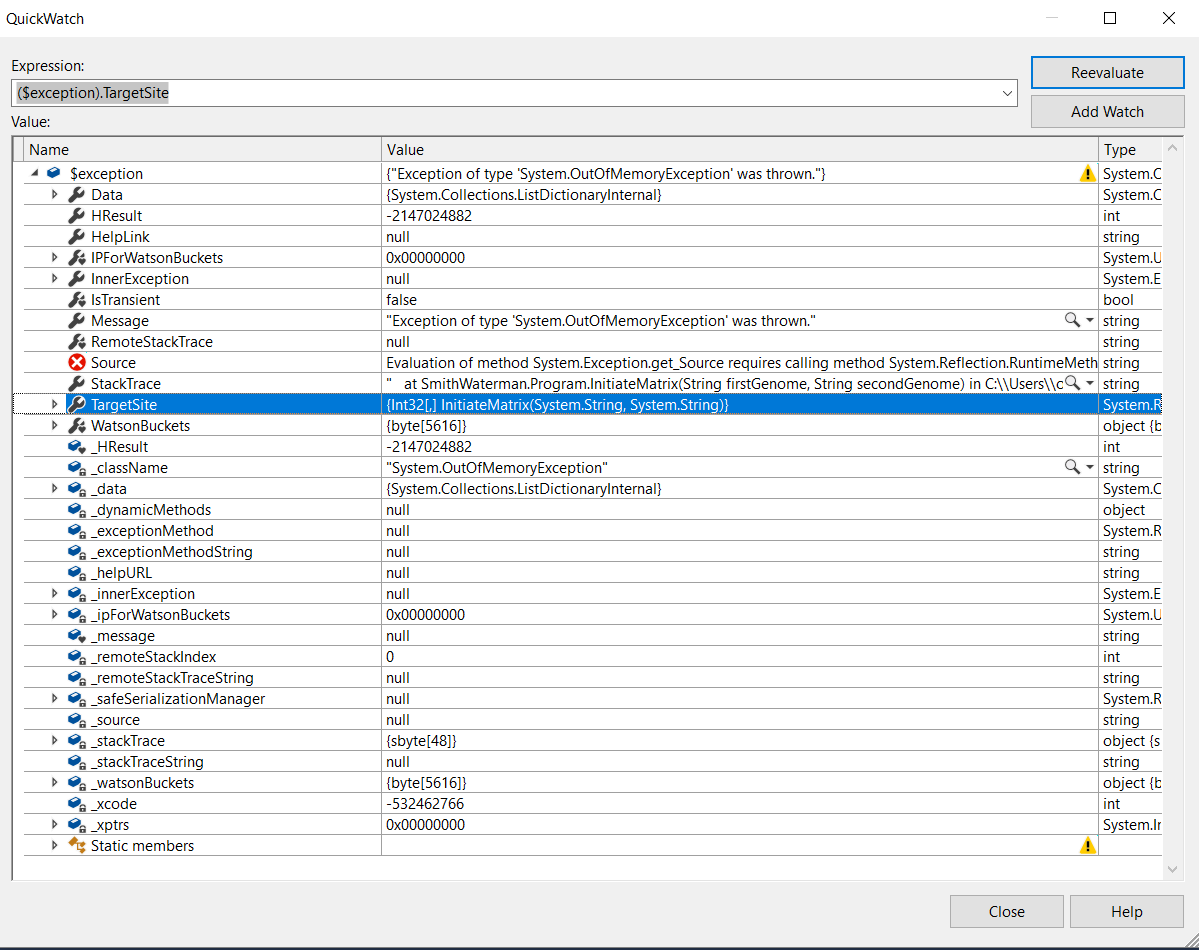 QuickWatch
Expression:
($exception).TargetSite
Reevaluate
Add Watch
Value:
Name Value Type
$exception {"Exception of type 'System.OutOfMemoryException' was thrown."} System.O
Data {System.Collections.ListDictionaryInternal} System.C
HResult -2147024882 int
HelpLink null string
IPForWatsonBuckets 0x00000000 System.U
InnerException null System.E
IsTransient false bool
Message "Exception of type 'System.OutOfMemoryException' was thrown." string
RemoteStackTrace null string
Source Evaluation of method System.Exception.get_Source requires calling method System.Reflection.RuntimeMeth string
StackTrace "   at SmithWaterman.Program.InitiateMatrix(String firstGenome, String secondGenome) in C:\\Users\\c string
TargetSite {Int32[,] InitiateMatrix(System.String, System.String)} System.R
WatsonBuckets {byte[5616]} object {b
_HResult -2147024882 int
_className "System.OutOfMemoryException" string
_data {System.Collections.ListDictionaryInternal} System.C
_dynamicMethods null object
_exceptionMethod null System.R
_exceptionMethodString null string
_helpURL null string
_innerException null System.E
_ipForWatsonBuckets 0x00000000 System.U
_message null string
_remoteStackIndex 0 int
_remoteStackTraceString null string
_safeSerializationManager null System.R
_source null string
_stackTrace {sbyte[48]} object {s
_stackTraceString null string
_watsonBuckets {byte[5616]} object {b
_xcode -532462766 int
_xptrs 0x00000000 System.In
Static members
Close
Help